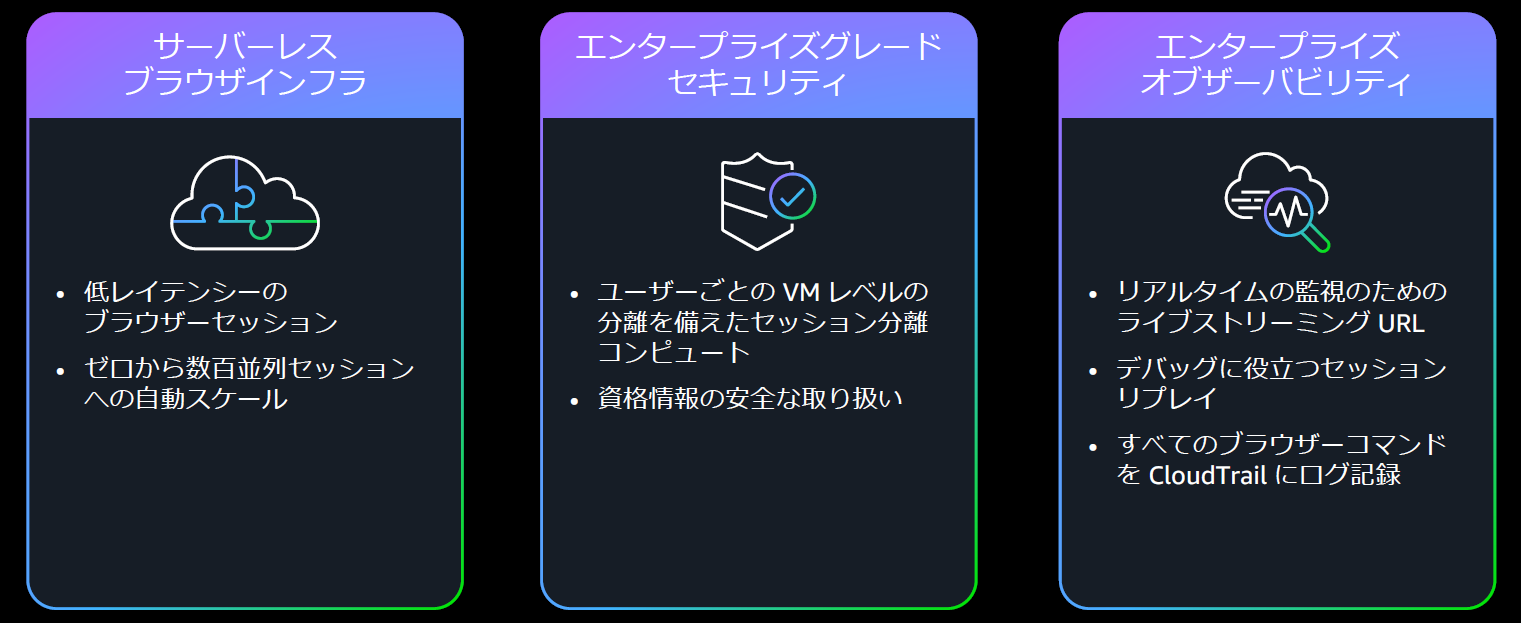 サーバーレス
ブラウザインフラ
• 低レイテンシーの
ブラウザーセッション
• ゼロから数百並列セッション
への自動スケール
エンタープライズグレード
セキュリティ
• ユーザーごとの VM レベルの
分離を備えたセッション分離
コンピュート
• 資格情報の安全な取り扱い
エンタープライズ
オブザーバビリティ
• リアルタイムの監視のための
ライブストリーミング URL
• デバッグに役立つセッション
リプレイ
• すべてのブラウザーコマンド
を CloudTrail にログ記録